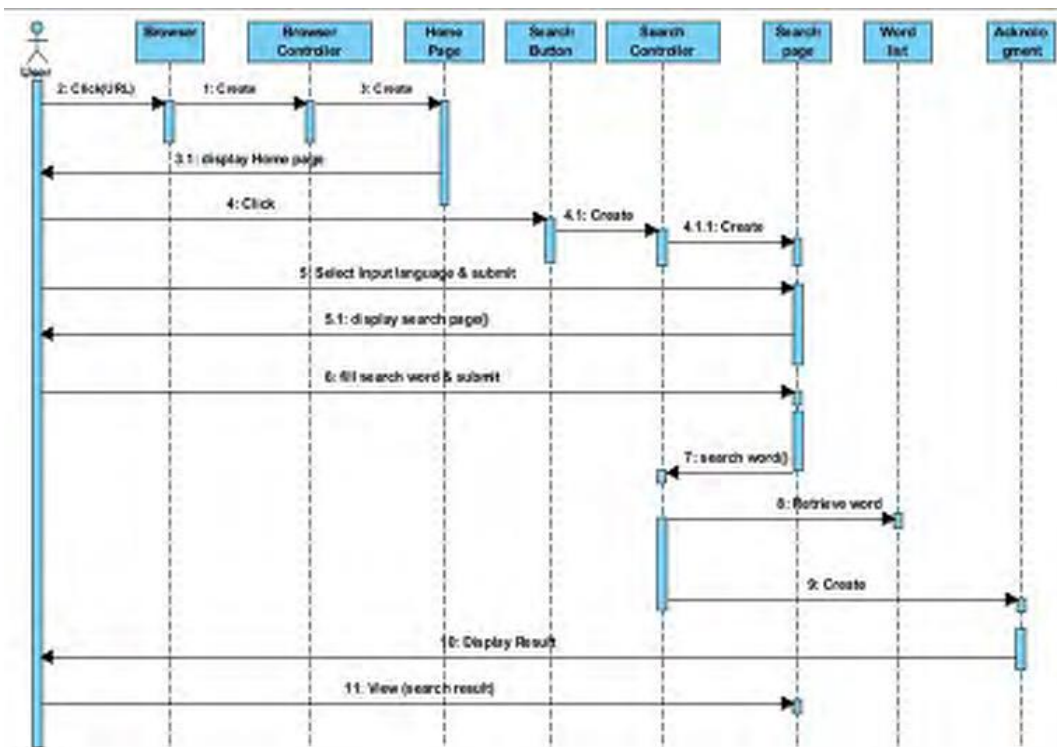 User
Browser
Browser
Controller
Home
Page
Search
Button
Search
Controller
Search
page
Word
list
Acknolo
gment
2: Click(URL)
1: Create
3: Create
3.1: display Home page
4: Click
4.1: Create
4.1.1: Create
5: Select input language & submit
5.1: display search page()
6: fill search word & submit
7: search word()
8: Retrieve word
9: Create
10: Display Result
11: View (search result)